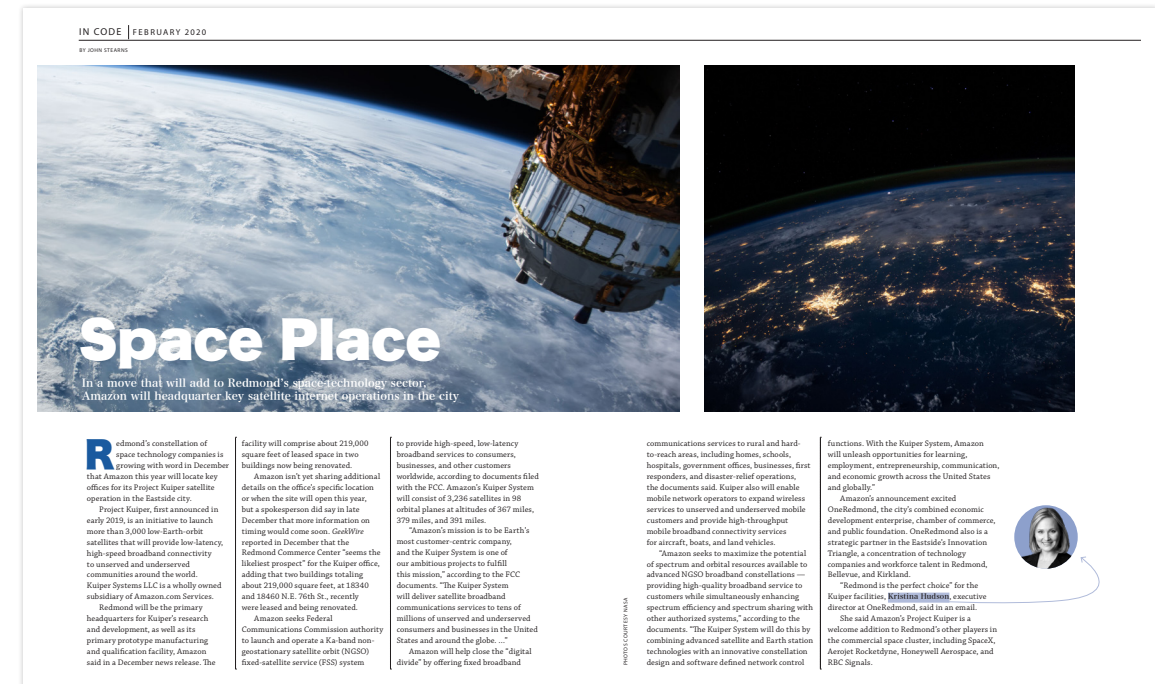 IN CODE | FEBRUARY 2020
BY JOHN STEARNS
Space Place
In a move that will add to Redmond's space-technology sector,
Amazon will headquarter key satellite internet operations in the city
Redmond's constellation of
space technology companies is
growing with word in December
that Amazon this year will locate key
offices for its Project Kuiper satellite
operation in the Eastside city.
Project Kuiper, first announced in
early 2019, is an initiative to launch
more than 3,000 low-Earth-orbit
satellites that will provide low-latency,
high-speed broadband connectivity
to unserved and underserved
communities around the world.
Kuiper Systems LLC is a wholly owned
subsidiary of Amazon.com Services.
Redmond will be the primary
headquarters for Kuiper's research
and development, as well as its
primary prototype manufacturing
and qualification facility, Amazon
said in a December news release. The
facility will comprise about 219,000
square feet of leased space in two
buildings now being renovated.
Amazon isn't yet sharing additional
details on the office's specific location
or when the site will open this year,
but a spokesperson did say in late
December that more information on
timing would come soon. GeekWire
reported in December that the
Redmond Commerce Center "seems the
likeliest prospect" for the Kuiper office,
adding that two buildings totaling
about 219,000 square feet, at 18340
and 18460 N.E. 76th St., recently
were leased and being renovated.
Amazon seeks Federal
Communications Commission authority
to launch and operate a Ka-band non-
geostationary satellite orbit (NGSO)
fixed-satellite service (FSS) system
to provide high-speed, low-latency
broadband services to consumers,
businesses, and other customers
worldwide, according to documents filed
with the FCC. Amazon's Kuiper System
will consist of 3,236 satellites in 98
orbital planes at altitudes of 367 miles,
379 miles, and 391 miles.
"Amazon's mission is to be Earth's
most customer-centric company,
and the Kuiper System is one of
our ambitious projects to fulfill
this mission," according to the FCC
documents. "The Kuiper System
will deliver satellite broadband
communications services to tens of
millions of unserved and underserved
consumers and businesses in the United
States and around the globe. ..."
Amazon will help close the "digital
divide" by offering fixed broadband
PHOTOS COURTESY NASA
communications services to rural and hard-
to-reach areas, including homes, schools,
hospitals, government offices, businesses, first
responders, and disaster-relief operations,
the documents said. Kuiper also will enable
mobile network operators to expand wireless
services to unserved and underserved mobile
customers and provide high-throughput
mobile broadband connectivity services
for aircraft, boats, and land vehicles.
"Amazon seeks to maximize the potential
of spectrum and orbital resources available to
advanced NGSO broadband constellations —
providing high-quality broadband service to
customers while simultaneously enhancing
spectrum efficiency and spectrum sharing with
other authorized systems," according to the
documents. "The Kuiper System will do this by
combining advanced satellite and Earth station
technologies with an innovative constellation
design and software defined network control
functions. With the Kuiper System, Amazon
will unleash opportunities for learning,
employment, entrepreneurship, communication,
and economic growth across the United States
and globally."
Amazon's announcement excited
OneRedmond, the city's combined economic
development enterprise, chamber of commerce,
and public foundation. OneRedmond also is a
strategic partner in the Eastside's Innovation
Triangle, a concentration of technology
companies and workforce talent in Redmond,
Bellevue, and Kirkland.
"Redmond is the perfect choice" for the
Kuiper facilities, Kristina Hudson, executive
director at OneRedmond, said in an email.
She said Amazon's Project Kuiper is a
welcome addition to Redmond's other players in
the commercial space cluster, including SpaceX,
Aerojet Rocketdyne, Honeywell Aerospace, and
RBC Signals.